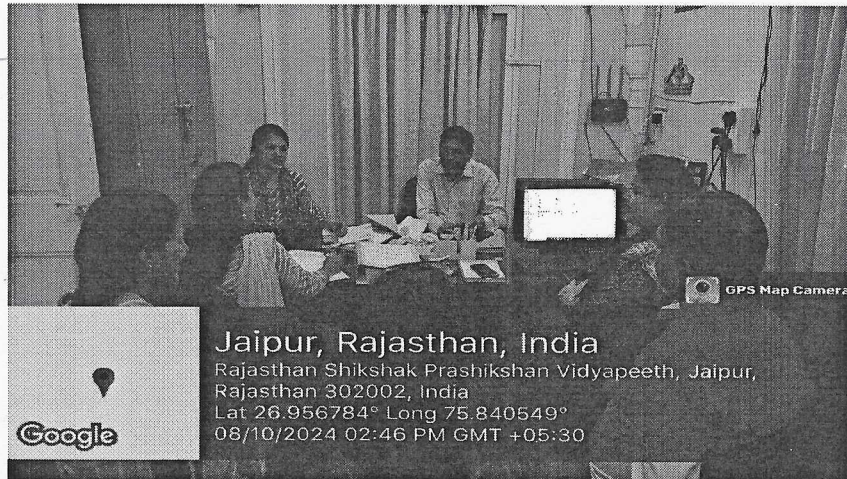 GPS Map Camera
Jaipur, Rajasthan, India
Rajasthan Shikshak Prashikshan Vidyapeeth, Jaipur,
Rajasthan 302002, India
Lat 26.956784° Long 75.840549°
08/10/2024 02:46 PM GMT +05:30
Google